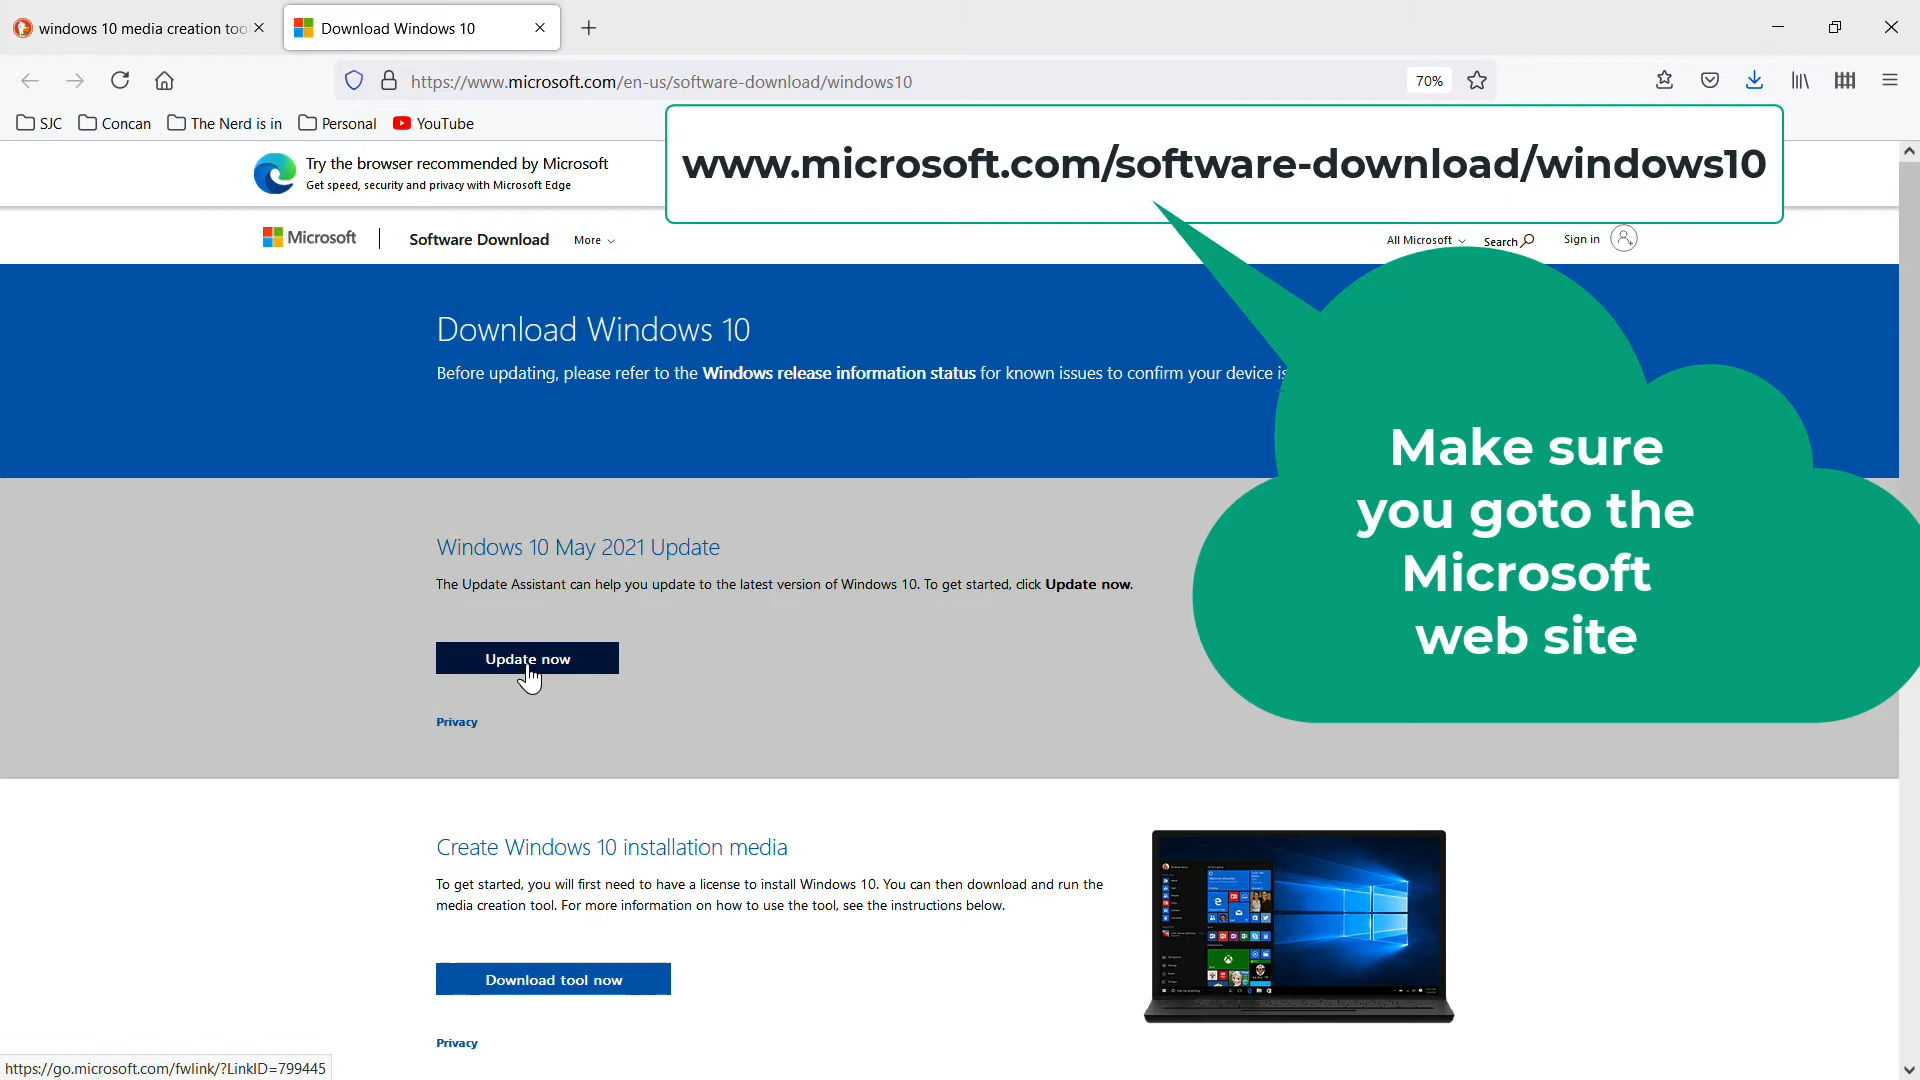 windows 10 media creation too
Download Windows 10
https://www.microsoft.com/en-us/software-download/windows10
70%
SJC
Concan
The Nerd is in
Personal
YouTube
Try the browser recommended by Microsoft
Get speed, security and privacy with Microsoft Edge
www.microsoft.com/software-download/windows10
Microsoft
Software Download
More
All Microsoft
Search
Sign in
Download Windows 10
Before updating, please refer to the Windows release information status for known issues to confirm your device is
Make sure
you goto the
Microsoft
web site
Windows 10 May 2021 Update
The Update Assistant can help you update to the latest version of Windows 10. To get started, click Update now.
Update now
Privacy
Create Windows 10 installation media
To get started, you will first need to have a license to install Windows 10. You can then download and run the
media creation tool. For more information on how to use the tool, see the instructions below.
Download tool now
Privacy
https://go.microsoft.com/fwlink/?LinkID=799445